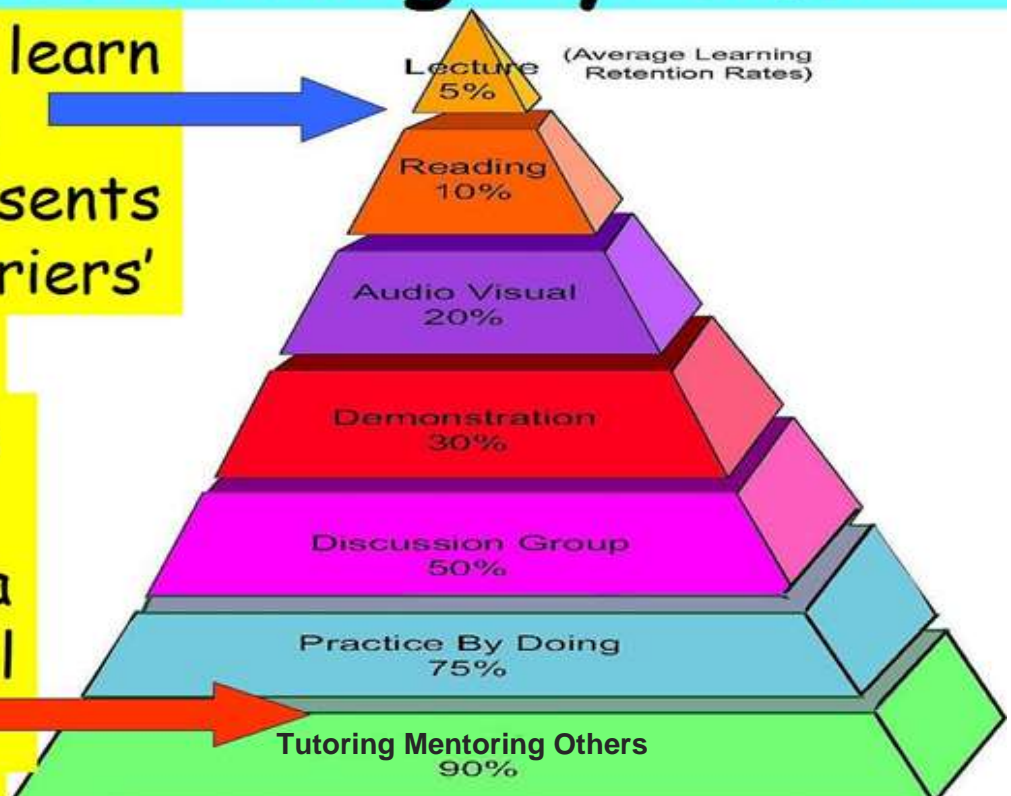 learn
sents
riers’
a
l
(Average Learning
Retention Rates)
Lecture
5%
Reading
10%
Audio Visual
20%
Demonstration
30%
Discussion Group
50%
Practice By Doing
75%
Tutoring Mentoring Others
90%